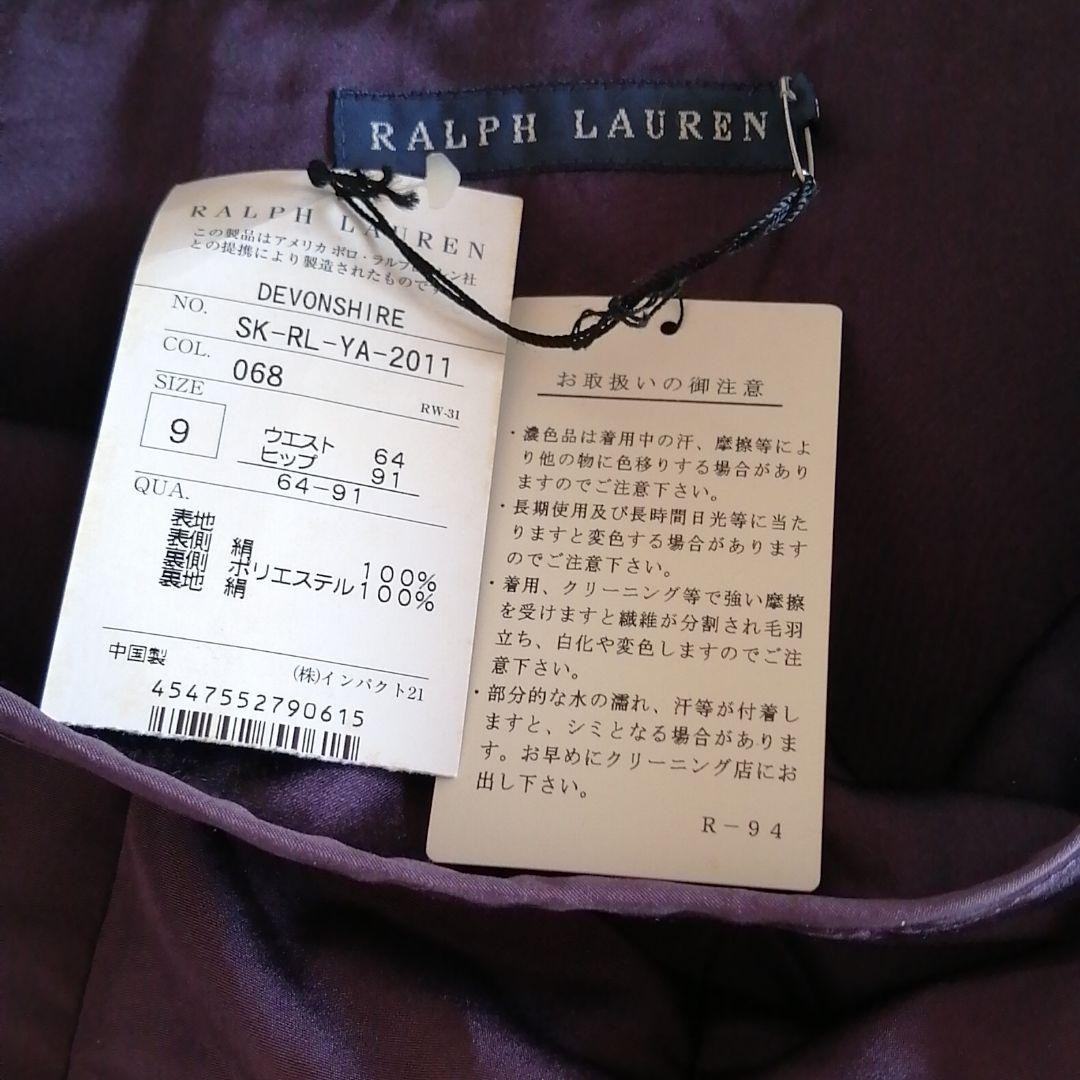 RALPH LAUREN
RALPH LAUREN
この製品はアメリカ ポロ・ラルフローレン社
との提携により製造されたものです
DEVONSHIRE
NO. SK-RL-YA-2011
COL. 068
RW-31
SIZE
9
ウエスト 64
ヒップ 91
64-91
QUA.
表地
表側 絹 100%
裏側 ポリエステル100%
裏地 絹
中国製
(株)インパクト21
4547552790615
お取扱いの御注意
・濃色品は着用中の汗、摩擦等によ
り他の物に色移りする場合があり
ますのでご注意下さい。
・長期使用及び長時間日光等に当た
りますと変色する場合があります
のでご注意下さい。
・着用、クリーニング等で強い摩擦
を受けますと繊維が分割され毛羽
立ち、白化や変色しますのでご注
意下さい。
・部分的な水の濡れ、汗等が付着し
ますと、シミとなる場合がありま
す。お早めにクリーニング店にお
出し下さい。
R-94